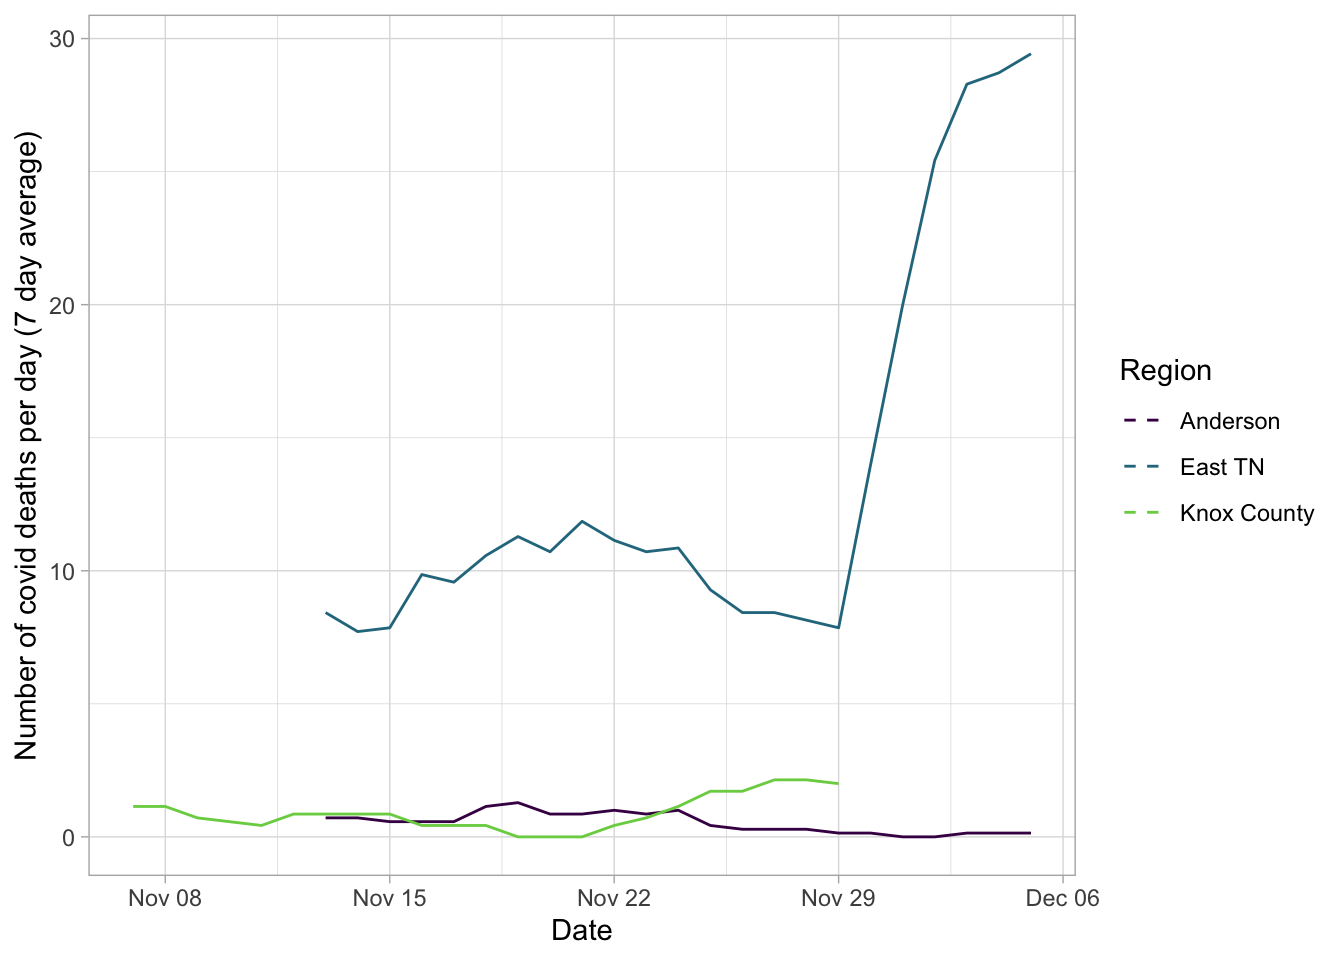 30
20
10
0
Number of covid deaths per day (7 day average)
Nov 08
Nov 15
Nov 22
Nov 29
Dec 06
Date
Region
Anderson
East TN
Knox County